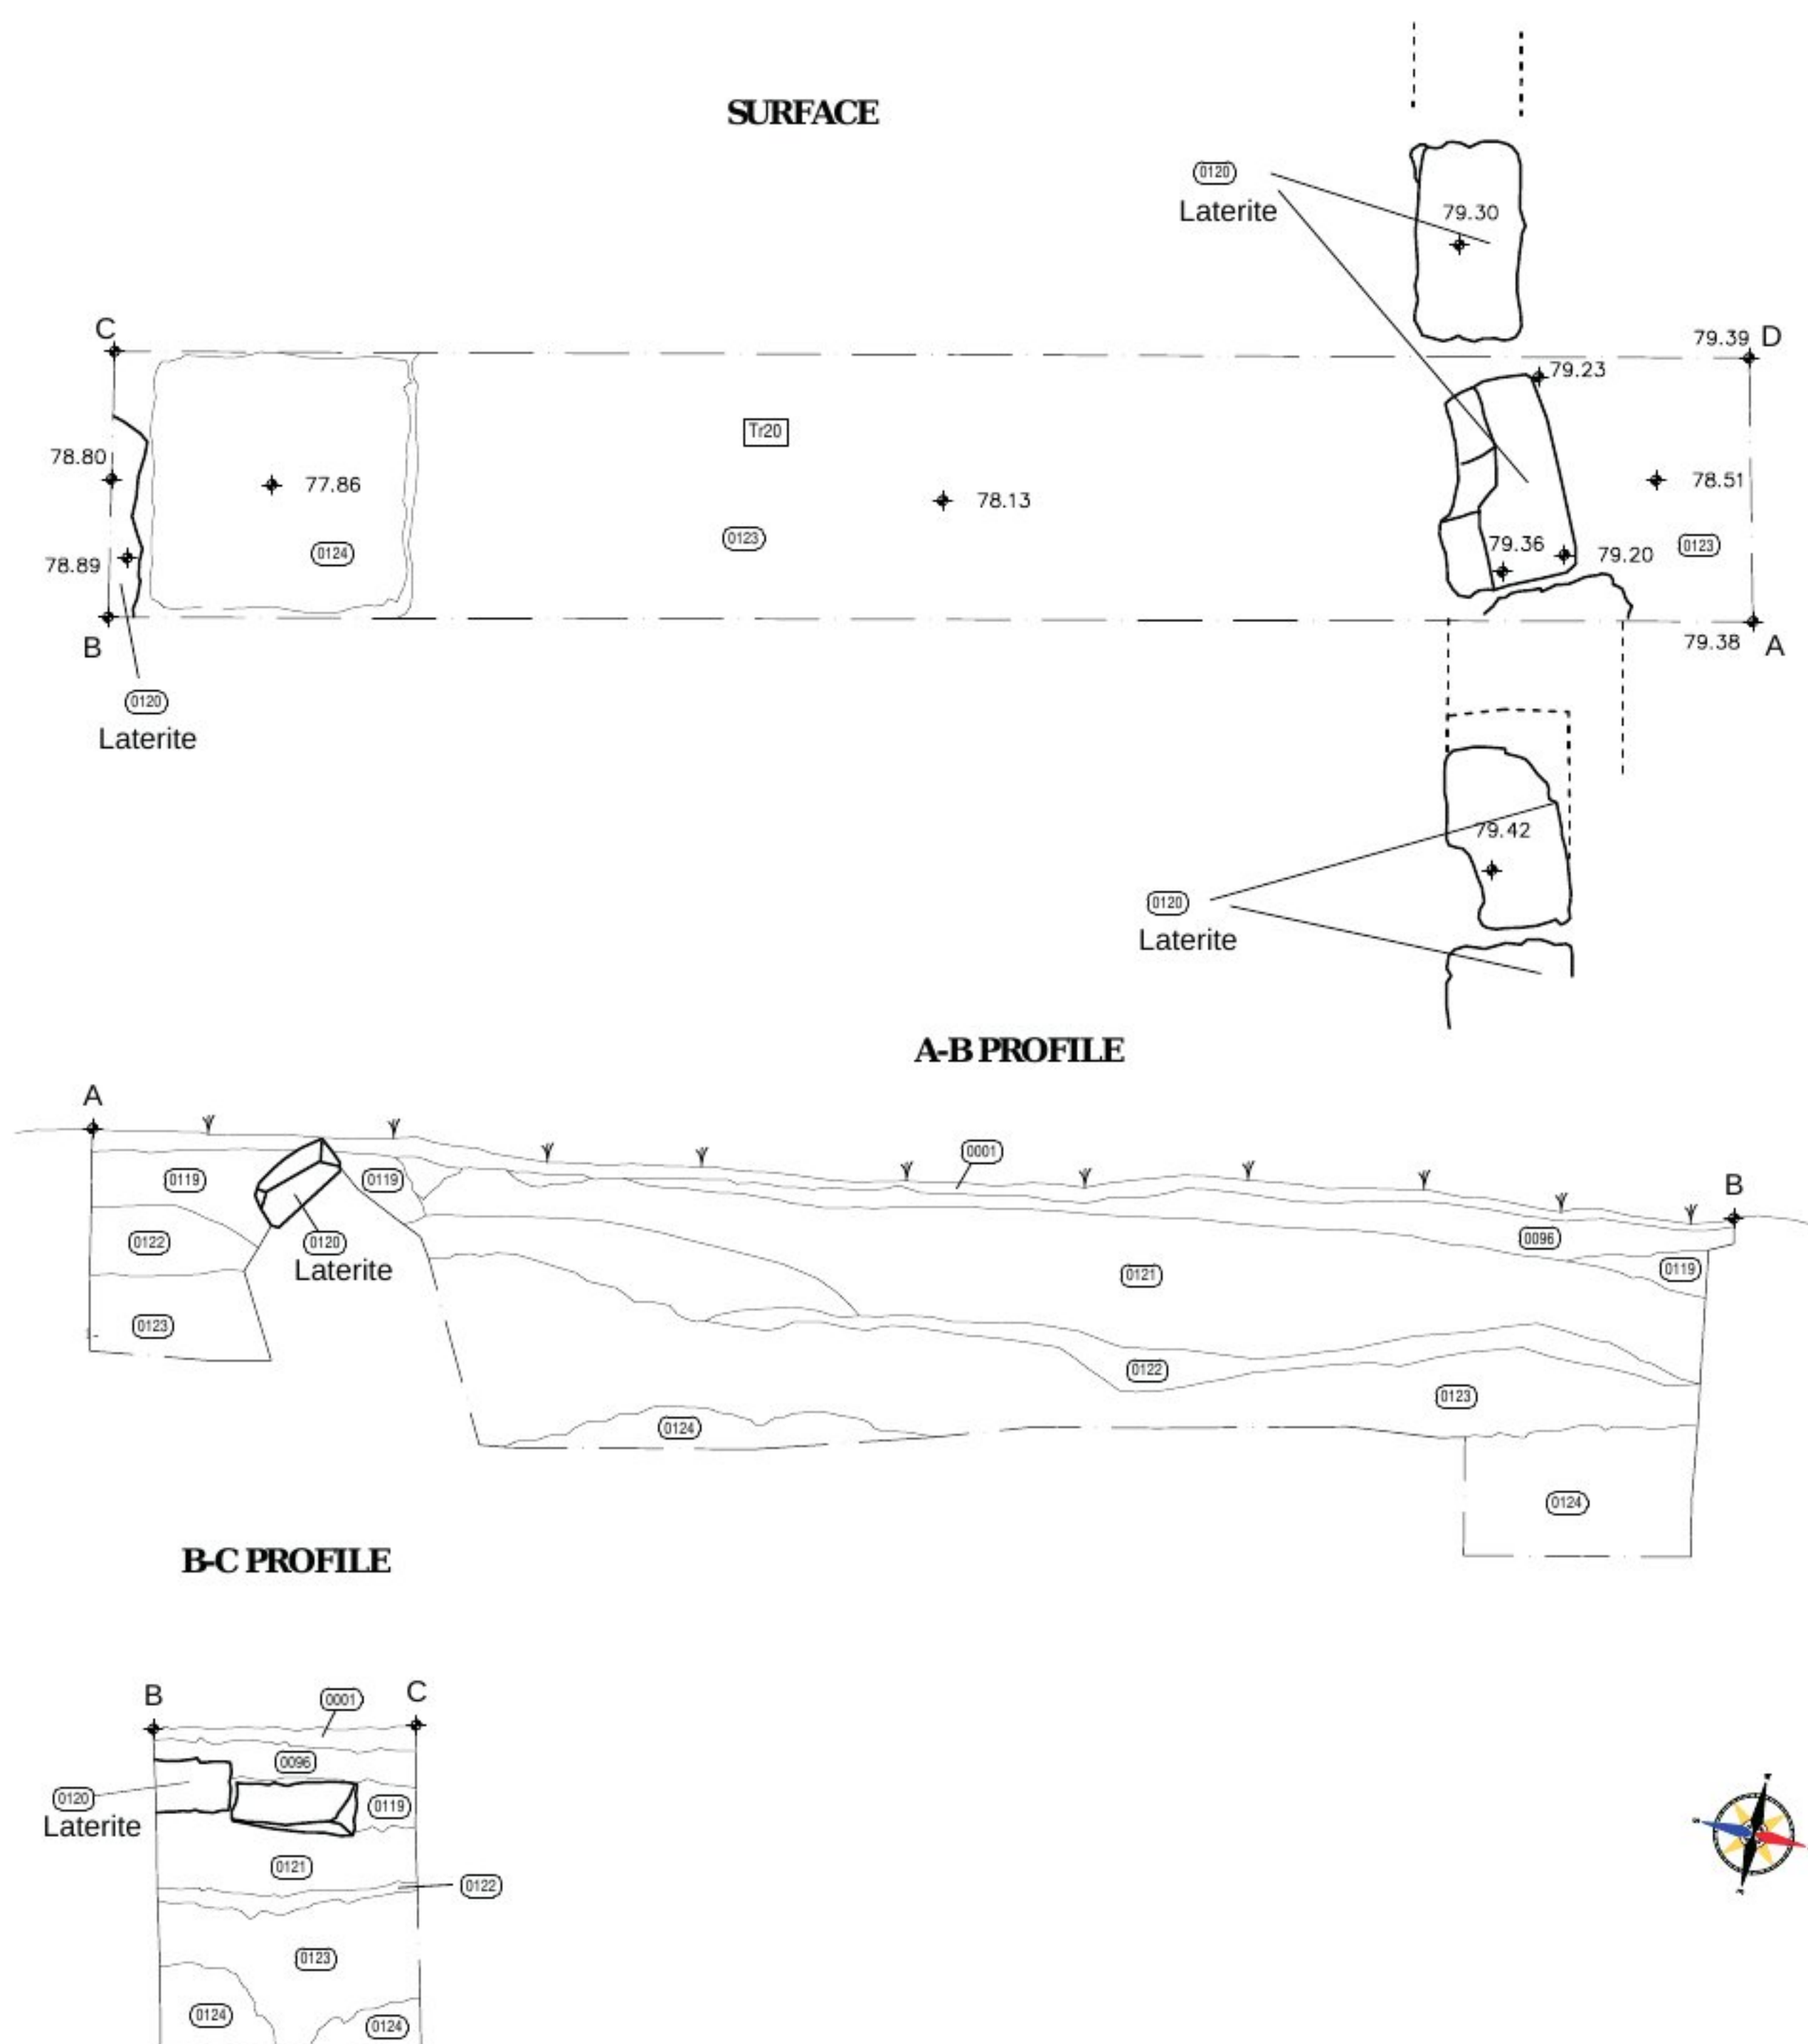 SURFACE
0120
Laterite
79.30
C
79.39
D
79.23
Tr20
78.80
77.86
78.13
78.51
0124
0123
79.36
79.20
0123
78.89
B
79.38
A
0120
Laterite
79.42
0120
Laterite
A-B PROFILE
A
0001
0119
0119
B
0122
0120
Laterite
0096
0121
0119
0123
0122
0123
0124
0124
B-C PROFILE
B
0001
C
0096
0120
Laterite
0119
0121
0122
0123
0124
0124